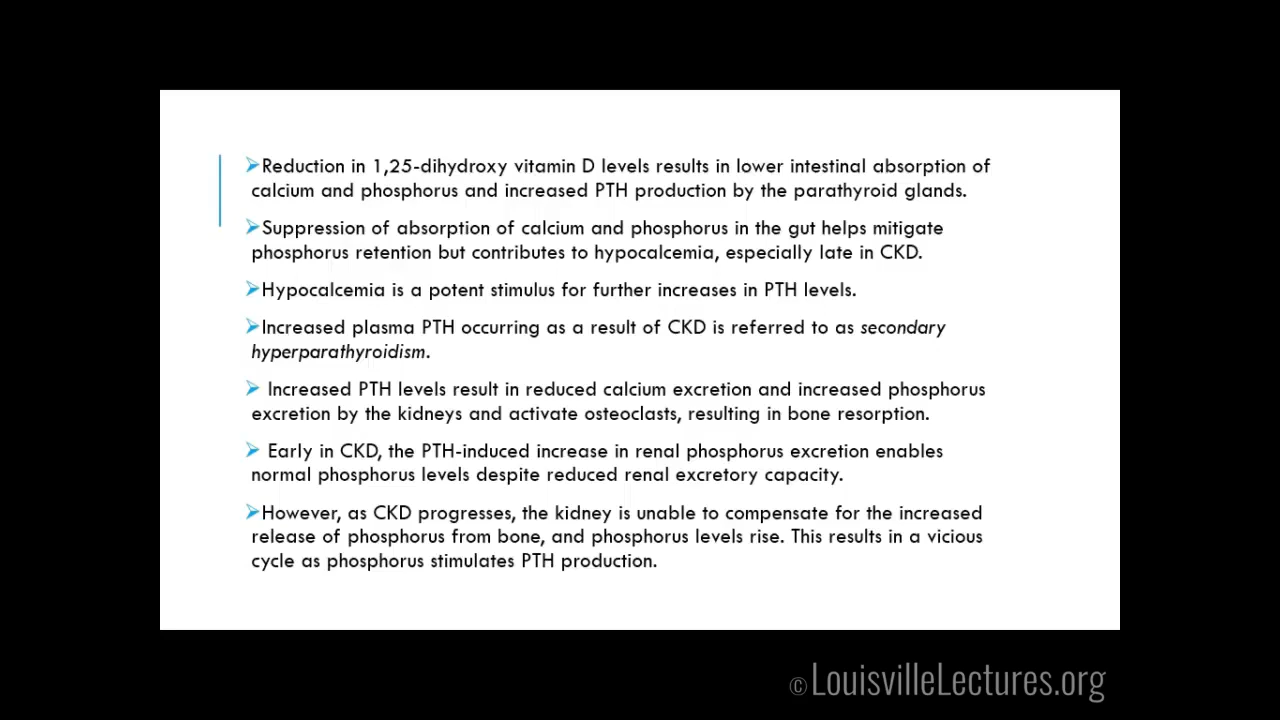 ➢Reduction in 1,25-dihydroxy vitamin D levels results in lower intestinal absorption of
calcium and phosphorus and increased PTH production by the parathyroid glands.
➢Suppression of absorption of calcium and phosphorus in the gut helps mitigate
phosphorus retention but contributes to hypocalcemia, especially late in CKD.
➢Hypocalcemia is a potent stimulus for further increases in PTH levels.
➢Increased plasma PTH occurring as a result of CKD is referred to as secondary
hyperparathyroidism.
➢ Increased PTH levels result in reduced calcium excretion and increased phosphorus
excretion by the kidneys and activate osteoclasts, resulting in bone resorption.
➢ Early in CKD, the PTH-induced increase in renal phosphorus excretion enables
normal phosphorus levels despite reduced renal excretory capacity.
➢However, as CKD progresses, the kidney is unable to compensate for the increased
release of phosphorus from bone, and phosphorus levels rise. This results in a vicious
cycle as phosphorus stimulates PTH production.
© LouisvilleLectures.org